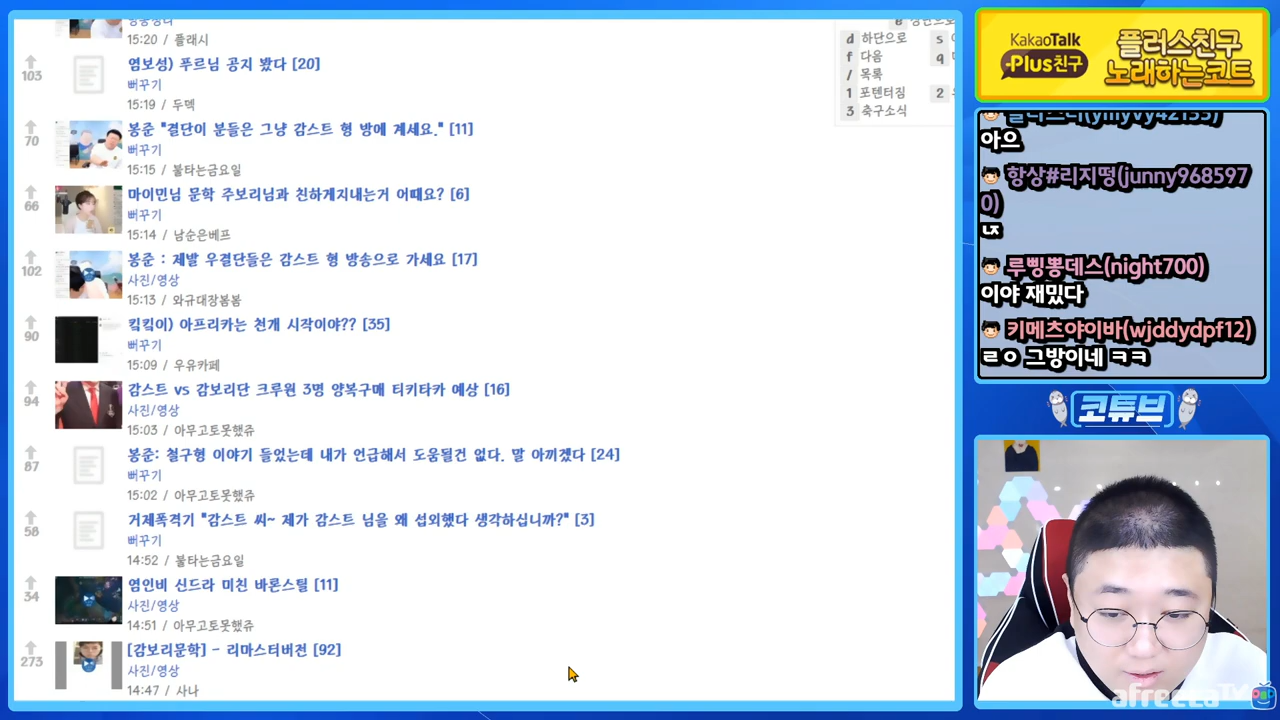 15:20 / 플래시
103
염보성) 푸르님 공지 봤다 [20]
뻐꾸기
15:19 / 두멕
70
봉준 "결단이 분들은 그냥 감스트 형 방에 계세요." [11]
뻐꾸기
15:15 / 불타는금요일
66
마이민님 문학 주보리님과 친하게지내는거 어때요? [6]
뻐꾸기
15:14 / 남순은베프
102
봉준 : 제발 우결단들은 감스트 형 방송으로 가세요 [17]
사진/영상
15:13 / 와규대장봄봄
90
킼킼이) 아프리카는 천개 시작이야?? [35]
뻐꾸기
15:09 / 우유카페
94
감스트 vs 감보리단 크루원 3명 양복구매 티키타카 예상 [16]
사진/영상
15:03 / 아무고토못했쥬
87
봉준: 철구형 이야기 들었는데 내가 언급해서 도움될건 없다. 말 아끼겠다 [24]
뻐꾸기
15:02 / 아무고토못했쥬
58
거제폭격기 "감스트 씨~ 제가 감스트 님을 왜 섭외했다 생각하십니까?" [3]
뻐꾸기
14:52 / 불타는금요일
34
염인비 신드라 미친 바론스틸 [11]
사진/영상
14:51 / 아무고토못했쥬
273
[감보리문학] - 리마스터버전 [92]
사진/영상
14:47 / 사나
d 하단으로 s
f 다음 q
/ 목록
1 포텐터짐 2
3 축구소식
KakaoTalk
Plus친구
플러스친구
노래하는코트
아으
항상#리지떵(junny968597
0)
ㄵ
루삥뽕데스(night700)
이야 재밌다
키메츠야이바(wjddydpf12)
ㄹㅇ 그방이네 ㅋㅋ
코튜브
afreecaTV